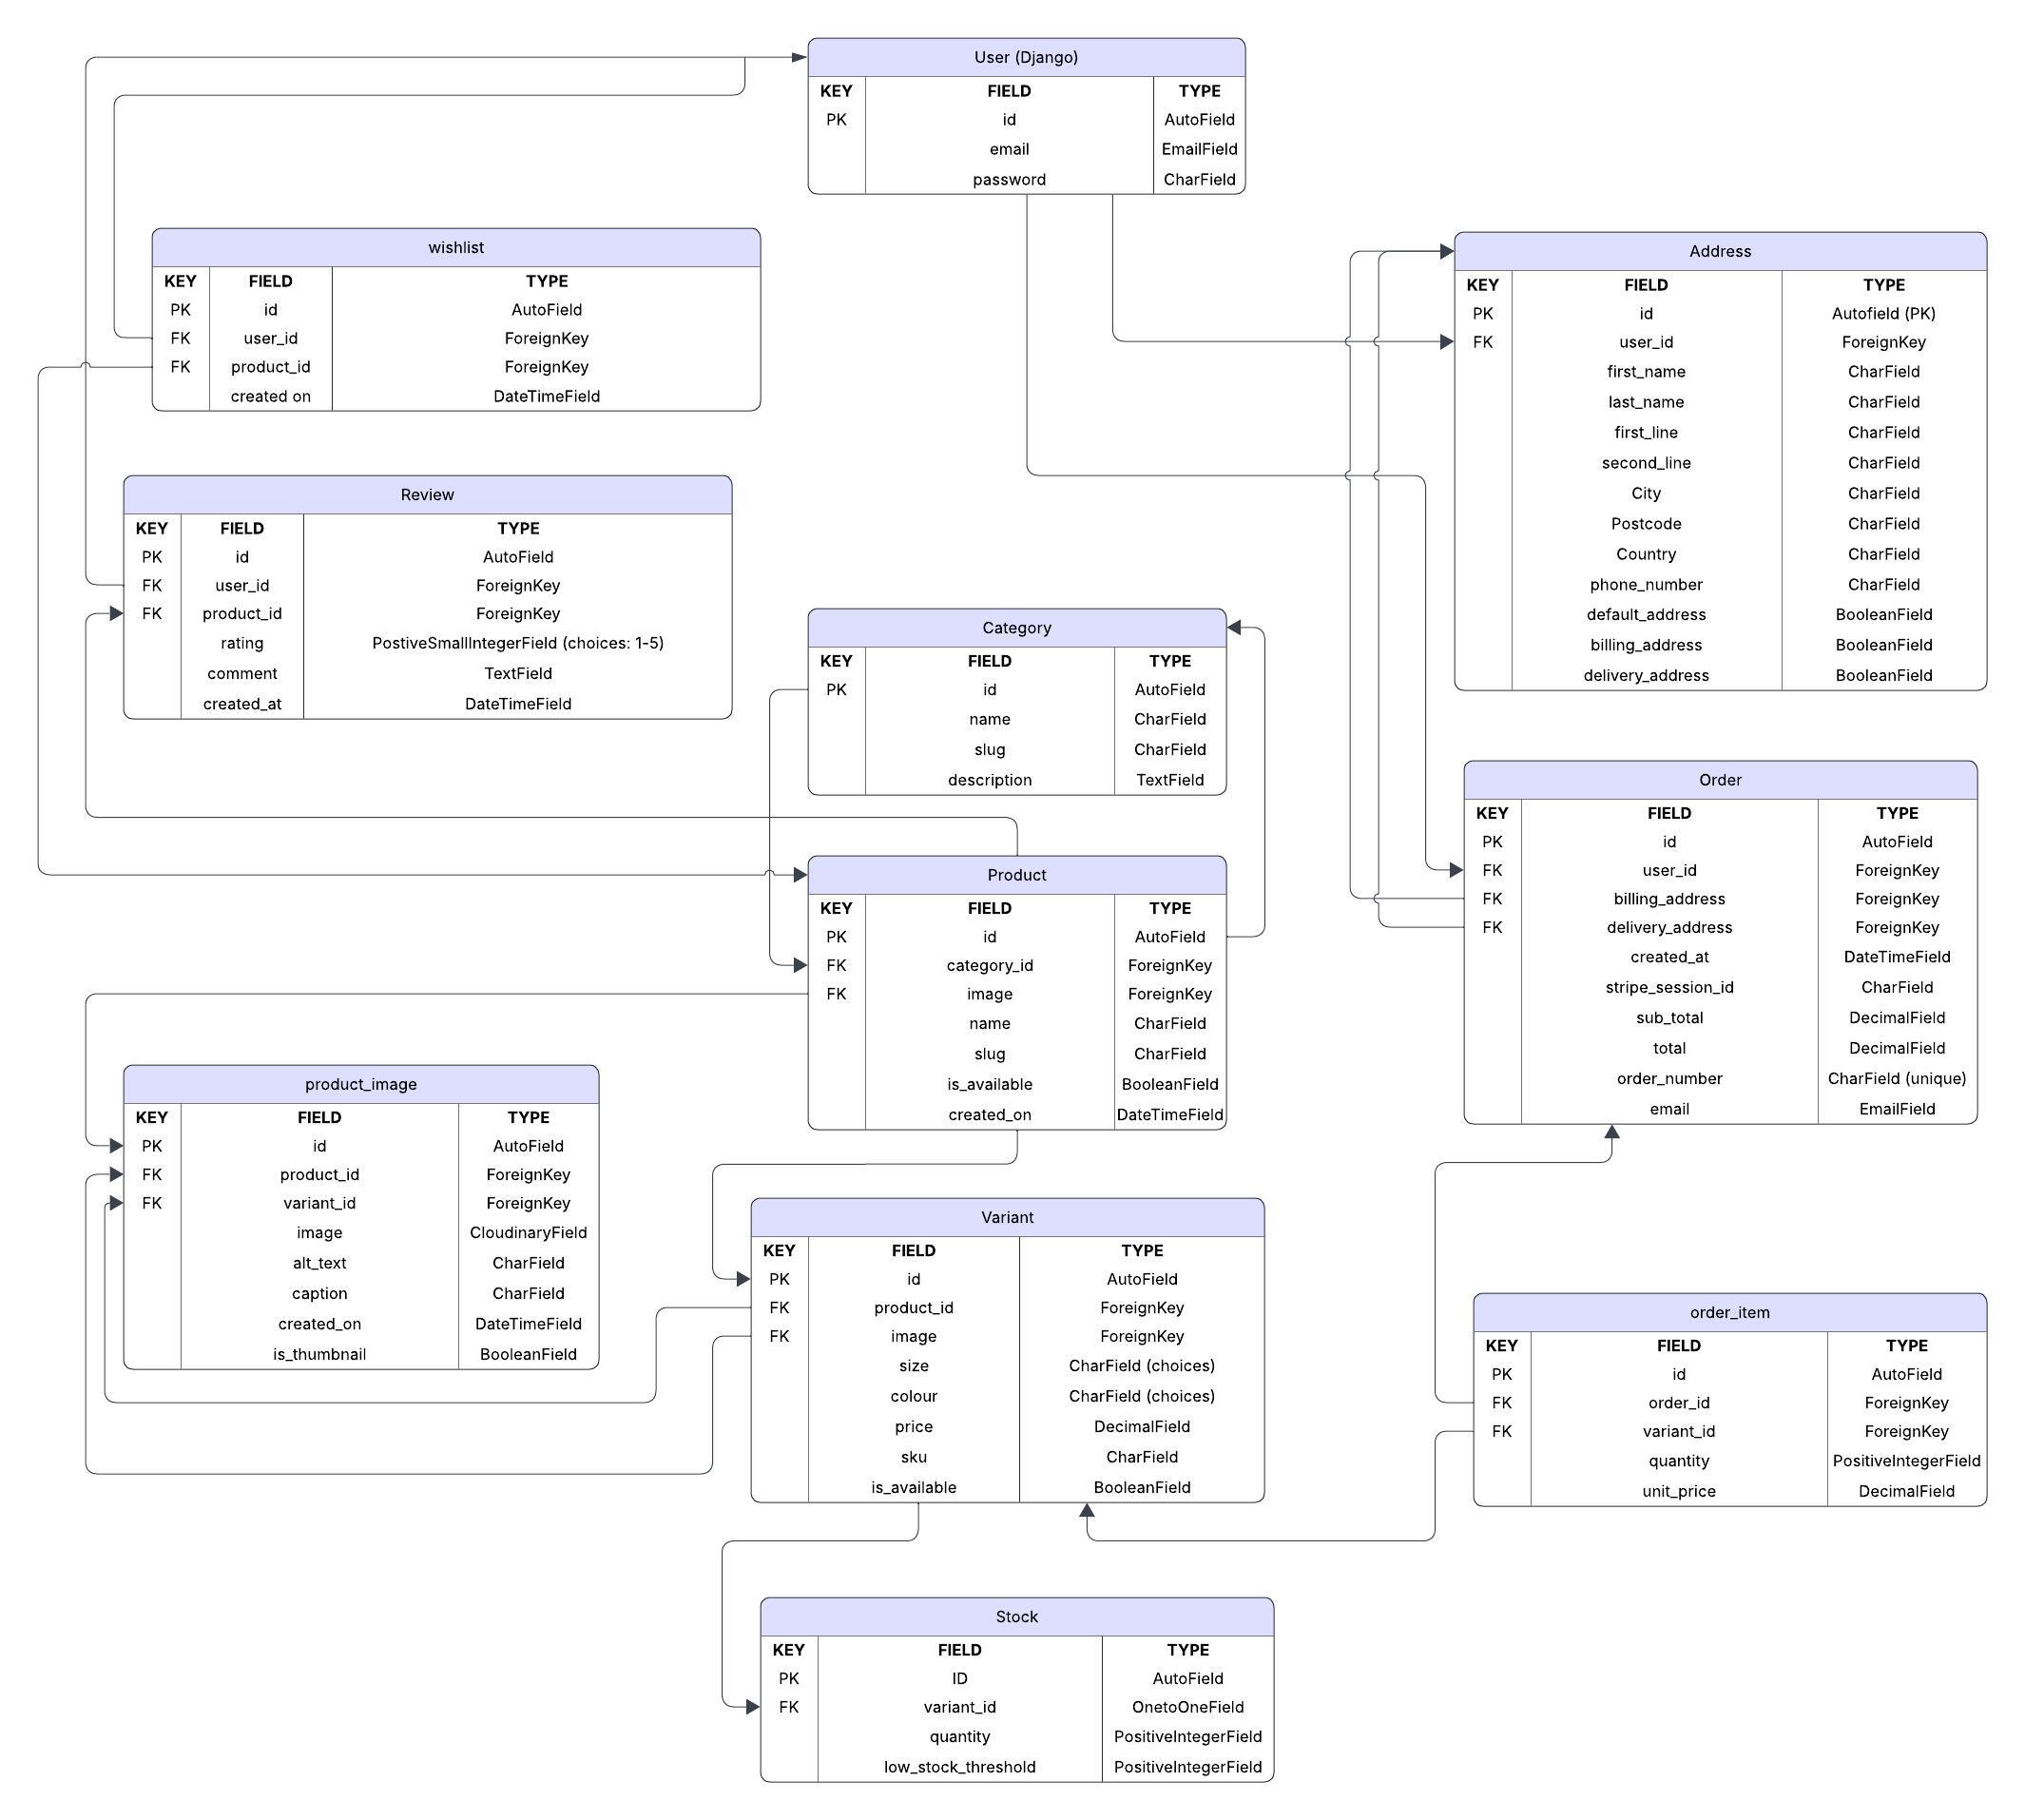 User (Django)
KEY FIELD TYPE
PK id AutoField
email EmailField
password CharField
wishlist
KEY FIELD TYPE
PK id AutoField
FK user_id ForeignKey
FK product_id ForeignKey
created on DateTimeField
Address
KEY FIELD TYPE
PK id Autofield (PK)
FK user_id ForeignKey
first_name CharField
last_name CharField
first_line CharField
second_line CharField
City CharField
Postcode CharField
Country CharField
phone_number CharField
default_address BooleanField
billing_address BooleanField
delivery_address BooleanField
Review
KEY FIELD TYPE
PK id AutoField
FK user_id ForeignKey
FK product_id ForeignKey
rating PostiveSmallIntegerField (choices: 1-5)
comment TextField
created_at DateTimeField
Category
KEY FIELD TYPE
PK id AutoField
name CharField
slug CharField
description TextField
Order
KEY FIELD TYPE
PK id AutoField
FK user_id ForeignKey
FK billing_address ForeignKey
FK delivery_address ForeignKey
created_at DateTimeField
stripe_session_id CharField
sub_total DecimalField
total DecimalField
order_number CharField (unique)
email EmailField
Product
KEY FIELD TYPE
PK id AutoField
FK category_id ForeignKey
FK image ForeignKey
name CharField
slug CharField
is_available BooleanField
created_on DateTimeField
product_image
KEY FIELD TYPE
PK id AutoField
FK product_id ForeignKey
FK variant_id ForeignKey
image CloudinaryField
alt_text CharField
caption CharField
created_on DateTimeField
is_thumbnail BooleanField
Variant
KEY FIELD TYPE
PK id AutoField
FK product_id ForeignKey
FK image ForeignKey
size CharField (choices)
colour CharField (choices)
price DecimalField
sku CharField
is_available BooleanField
order_item
KEY FIELD TYPE
PK id AutoField
FK order_id ForeignKey
FK variant_id ForeignKey
quantity PositiveIntegerField
unit_price DecimalField
Stock
KEY FIELD TYPE
PK ID AutoField
FK variant_id OnetoOneField
quantity PositiveIntegerField
low_stock_threshold PositiveIntegerField